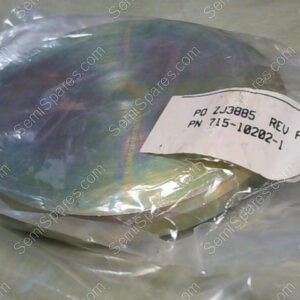 PO ZJ3885 REV
PN 715-10202-1
SemiSpares.com